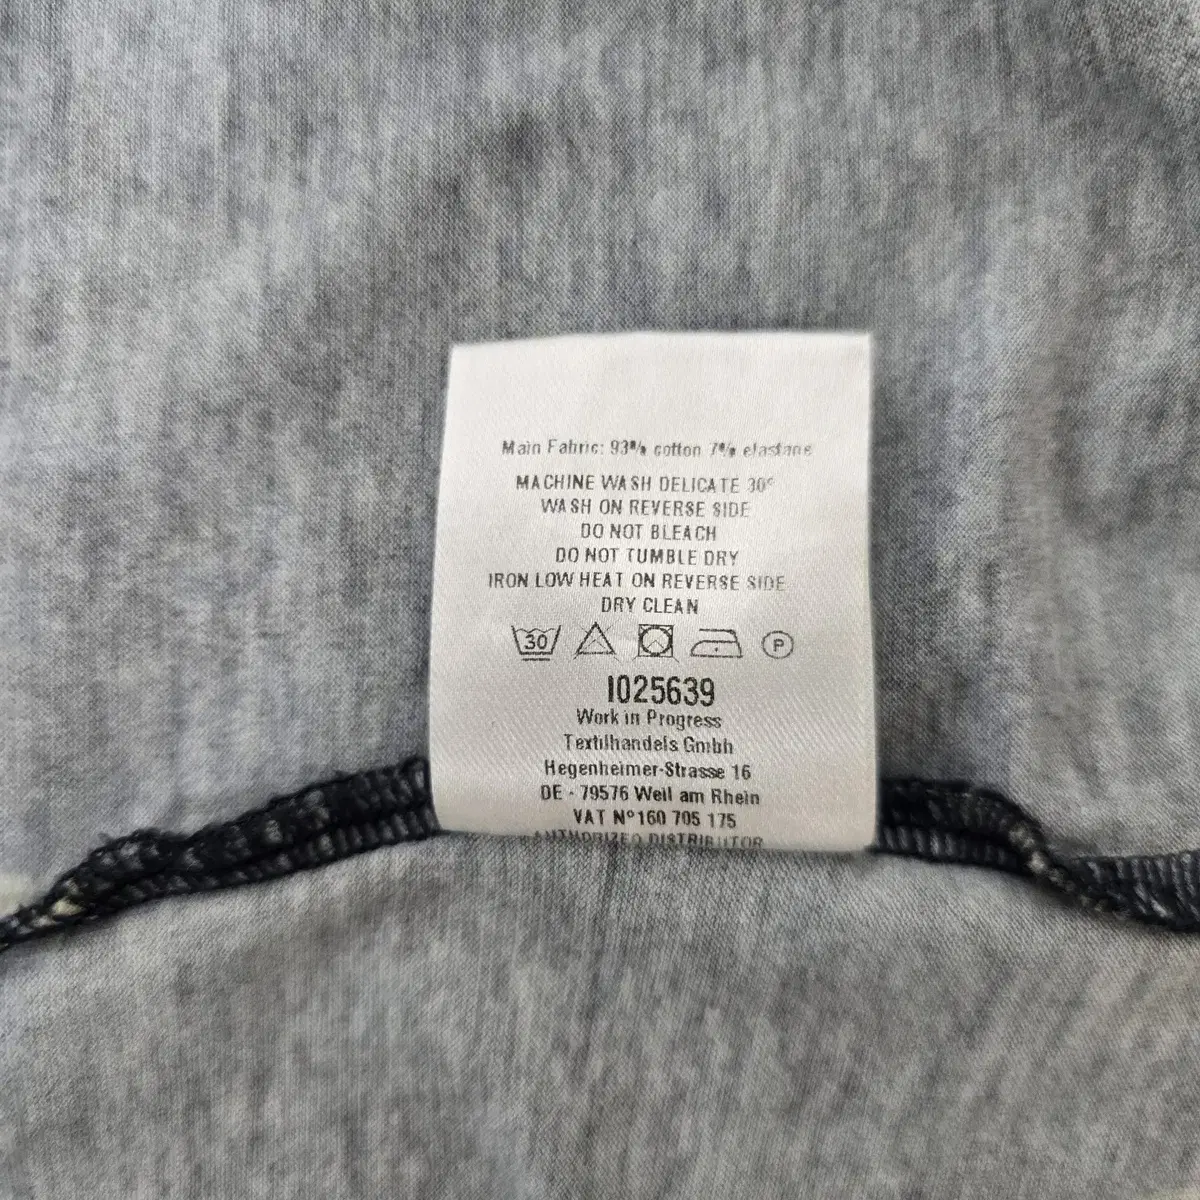 Main Fabric: 93% cotton 7% elastane
MACHINE WASH DELICATE 30°
WASH ON REVERSE SIDE
DO NOT BLEACH
DO NOT TUMBLE DRY
IRON LOW HEAT ON REVERSE SIDE
DRY CLEAN
30 P
I025639
Work in Progress
Textilhandels Gmbh
Hegenheimer-Strasse 16
DE - 79576 Weil am Rhein
VAT N°160 705 175
AUTHORIZED DISTRIBUTOR